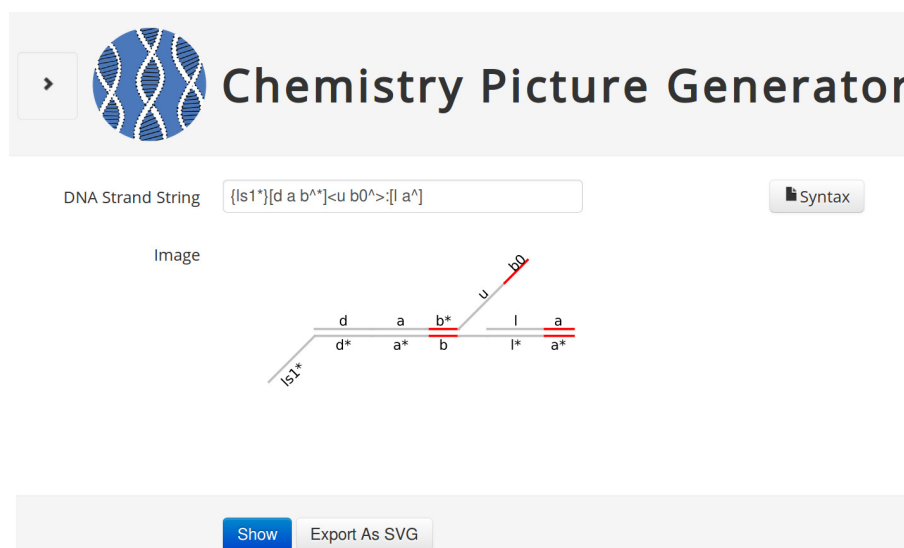 Chemistry Picture Generator
DNA Strand String
{ls1*}[d a b^*]<u b0^>:[l a^]
Syntax
Image
b0
u
d a b* l a
d* a* b l* a*
ls1*
Show
Export As SVG